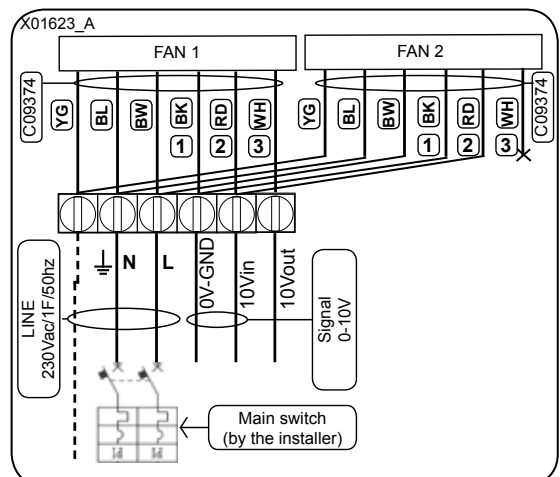 X01623_A
FAN 1
FAN 2
C09374
YG
BL
BW
BK
RD
WH
1
2
3
YG
BL
BW
BK
RD
WH
1
2
3
C09374
LINE
230Vac/1F/50hz
N
L
0V-GND
10Vin
10Vout
Signal
0-10V
Main switch
(by the installer)